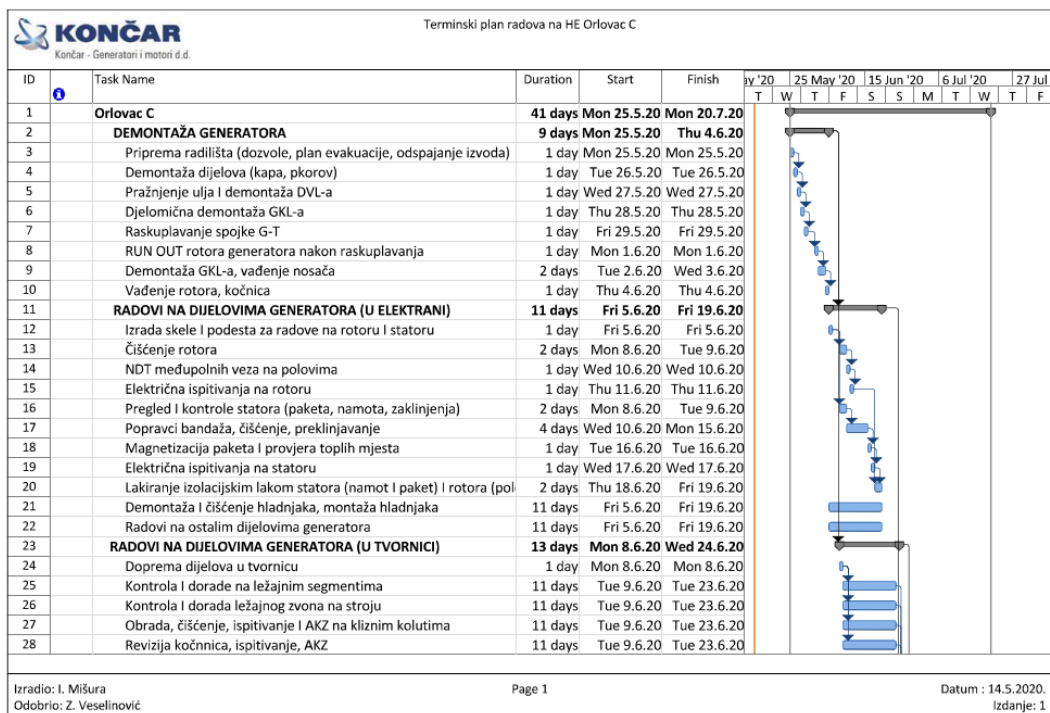 Terminski plan radova na HE Orlovac C
KONČAR
Končar - Generatori i motori d.d.
ID Task Name Duration Start Finish ay '20 25 May '20 15 Jun '20 6 Jul '20 27 Jul
T W T F S S M T W T F
1 Orlovac C 41 days Mon 25.5.20 Mon 20.7.20
2 DEMONTAŽA GENERATORA 9 days Mon 25.5.20 Thu 4.6.20
3 Priprema radilišta (dozvole, plan evakuacije, odspajanje izvoda) 1 day Mon 25.5.20 Mon 25.5.20
4 Demontaža dijelova (kapa, pkorov) 1 day Tue 26.5.20 Tue 26.5.20
5 Pražnjenje ulja I demontaža DVL-a 1 day Wed 27.5.20 Wed 27.5.20
6 Djelomična demontaža GKL-a 1 day Thu 28.5.20 Thu 28.5.20
7 Raskuplavanje spojke G-T 1 day Fri 29.5.20 Fri 29.5.20
8 RUN OUT rotora generatora nakon raskuplavanja 1 day Mon 1.6.20 Mon 1.6.20
9 Demontaža GKL-a, vađenje nosača 2 days Tue 2.6.20 Wed 3.6.20
10 Vađenje rotora, kočnica 1 day Thu 4.6.20 Thu 4.6.20
11 RADOVI NA DIJELOVIMA GENERATORA (U ELEKTRANI) 11 days Fri 5.6.20 Fri 19.6.20
12 Izrada skele I podesta za radove na rotoru I statoru 1 day Fri 5.6.20 Fri 5.6.20
13 Čišćenje rotora 2 days Mon 8.6.20 Tue 9.6.20
14 NDT međupolnih veza na polovima 1 day Wed 10.6.20 Wed 10.6.20
15 Električna ispitivanja na rotoru 1 day Thu 11.6.20 Thu 11.6.20
16 Pregled I kontrole statora (paketa, namota, zaklinjenja) 2 days Mon 8.6.20 Tue 9.6.20
17 Popravci bandaža, čišćenje, preklinjavanje 4 days Wed 10.6.20 Mon 15.6.20
18 Magnetizacija paketa I provjera toplih mjesta 1 day Tue 16.6.20 Tue 16.6.20
19 Električna ispitivanja na statoru 1 day Wed 17.6.20 Wed 17.6.20
20 Lakiranje izolacijskim lakom statora (namot I paket) I rotora (pol 2 days Thu 18.6.20 Fri 19.6.20
21 Demontaža I čišćenje hladnjaka, montaža hladnjaka 11 days Fri 5.6.20 Fri 19.6.20
22 Radovi na ostalim dijelovima generatora 11 days Fri 5.6.20 Fri 19.6.20
23 RADOVI NA DIJELOVIMA GENERATORA (U TVORNICI) 13 days Mon 8.6.20 Wed 24.6.20
24 Doprema dijelova u tvornicu 1 day Mon 8.6.20 Mon 8.6.20
25 Kontrola I dorade na ležajnim segmentima 11 days Tue 9.6.20 Tue 23.6.20
26 Kontrola I dorada ležajnog zvona na stroju 11 days Tue 9.6.20 Tue 23.6.20
27 Obrada, čišćenje, ispitivanje I AKZ na kliznim kolutima 11 days Tue 9.6.20 Tue 23.6.20
28 Revizija kočnnica, ispitivanje, AKZ 11 days Tue 9.6.20 Tue 23.6.20
Izradio: I. Mišura Page 1 Datum : 14.5.2020.
Odobrio: Z. Veselinović Izdanje: 1